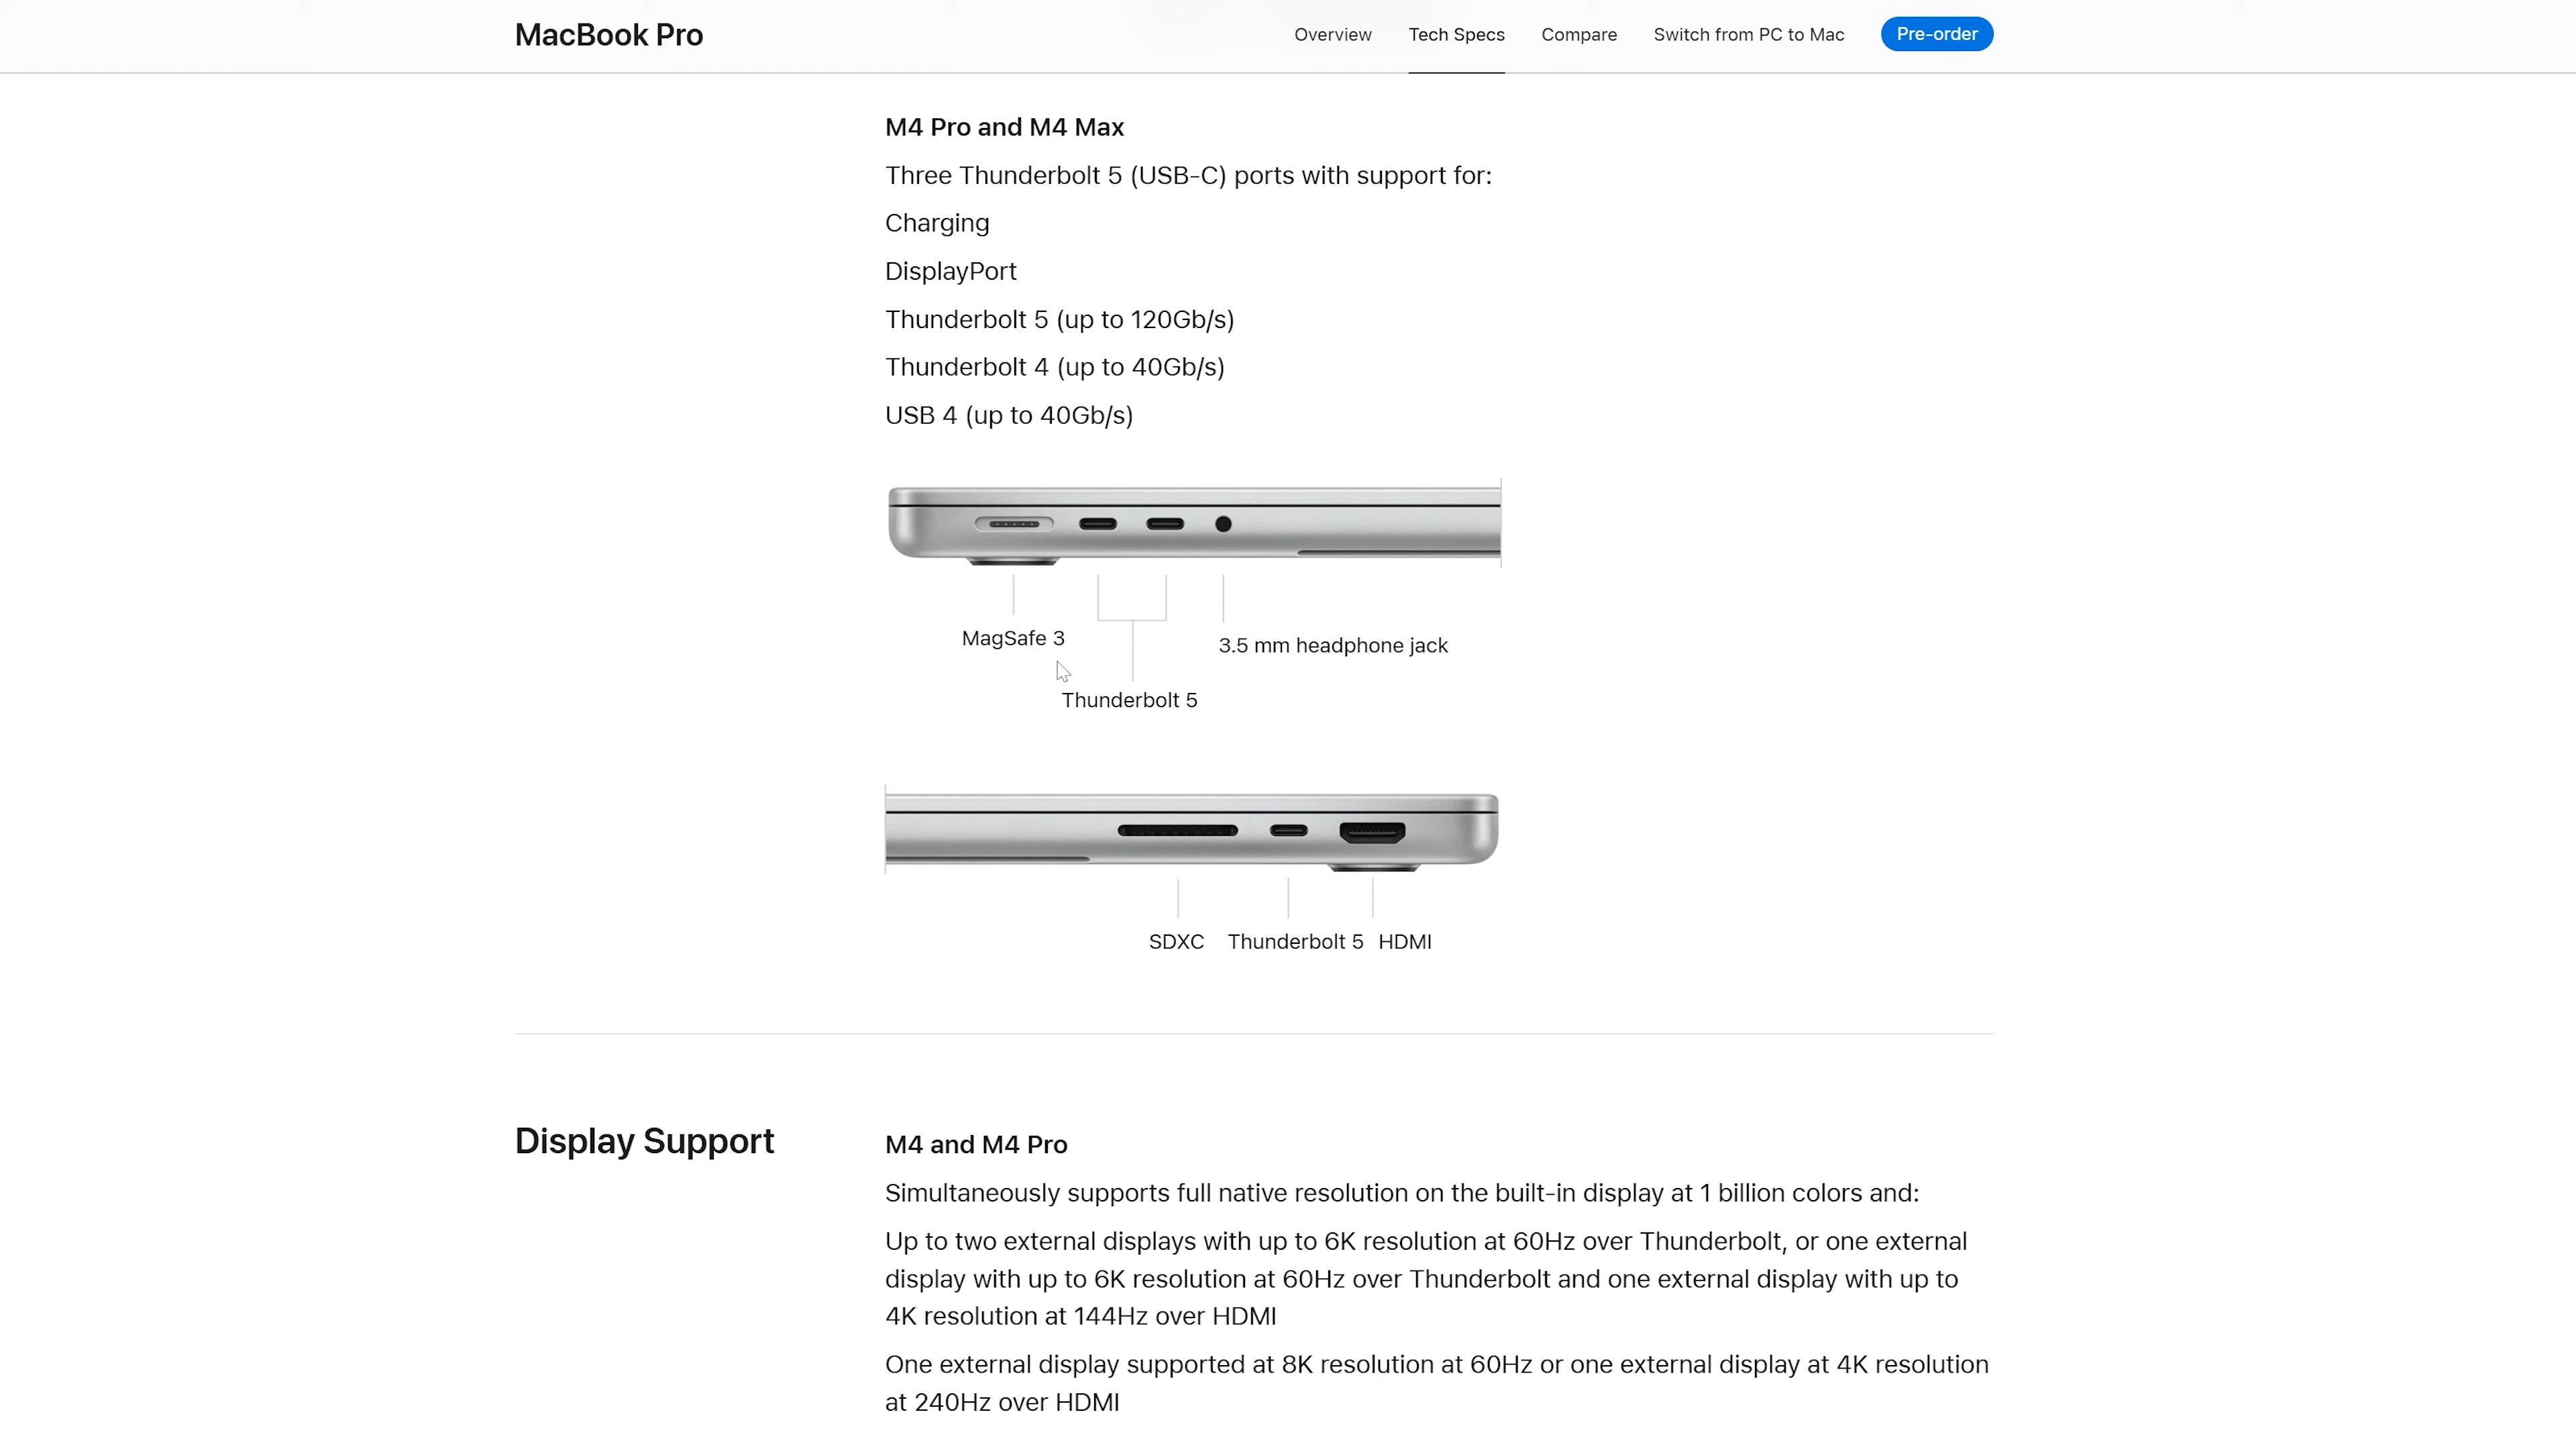 MacBook Pro
Overview
Tech Specs
Compare
Switch from PC to Mac
Pre-order
M4 Pro and M4 Max
Three Thunderbolt 5 (USB-C) ports with support for:
Charging
DisplayPort
Thunderbolt 5 (up to 120Gb/s)
Thunderbolt 4 (up to 40Gb/s)
USB 4 (up to 40Gb/s)
MagSafe 3
3.5 mm headphone jack
Thunderbolt 5
SDXC
Thunderbolt 5
HDMI
Display Support
M4 and M4 Pro
Simultaneously supports full native resolution on the built-in display at 1 billion colors and:
Up to two external displays with up to 6K resolution at 60Hz over Thunderbolt, or one external
display with up to 6K resolution at 60Hz over Thunderbolt and one external display with up to
4K resolution at 144Hz over HDMI
One external display supported at 8K resolution at 60Hz or one external display at 4K resolution
at 240Hz over HDMI